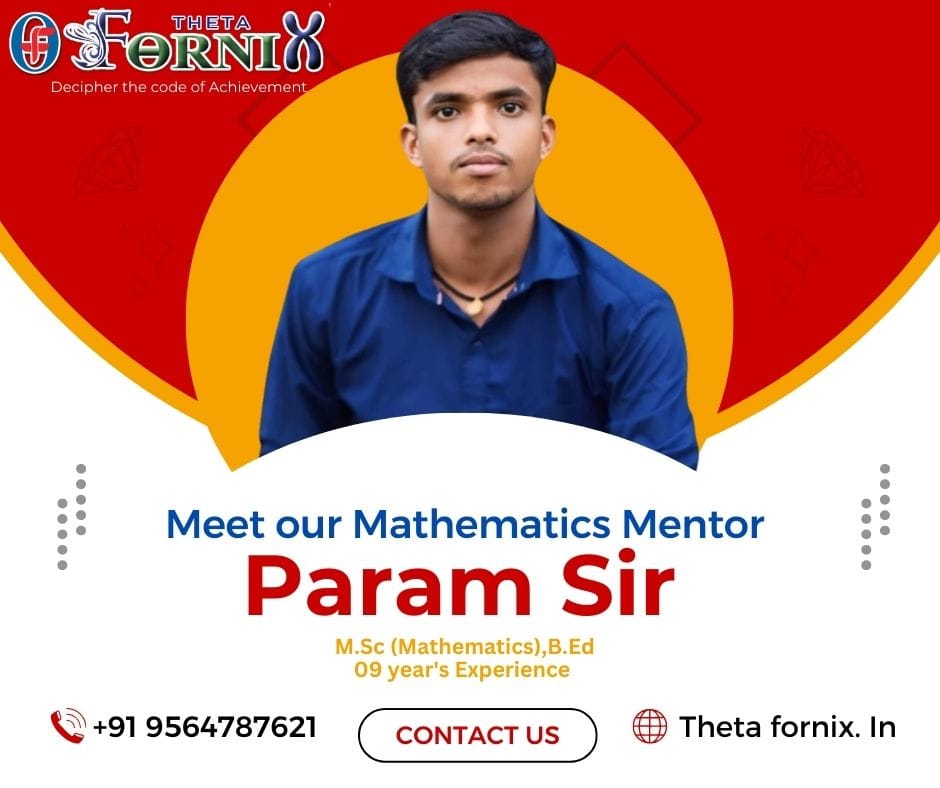 THETA
FORNIX
Decipher the code of Achievement
Meet our Mathematics Mentor
Param Sir
M.Sc (Mathematics),B.Ed
09 year's Experience
+91 9564787621
CONTACT US
Theta fornix. In